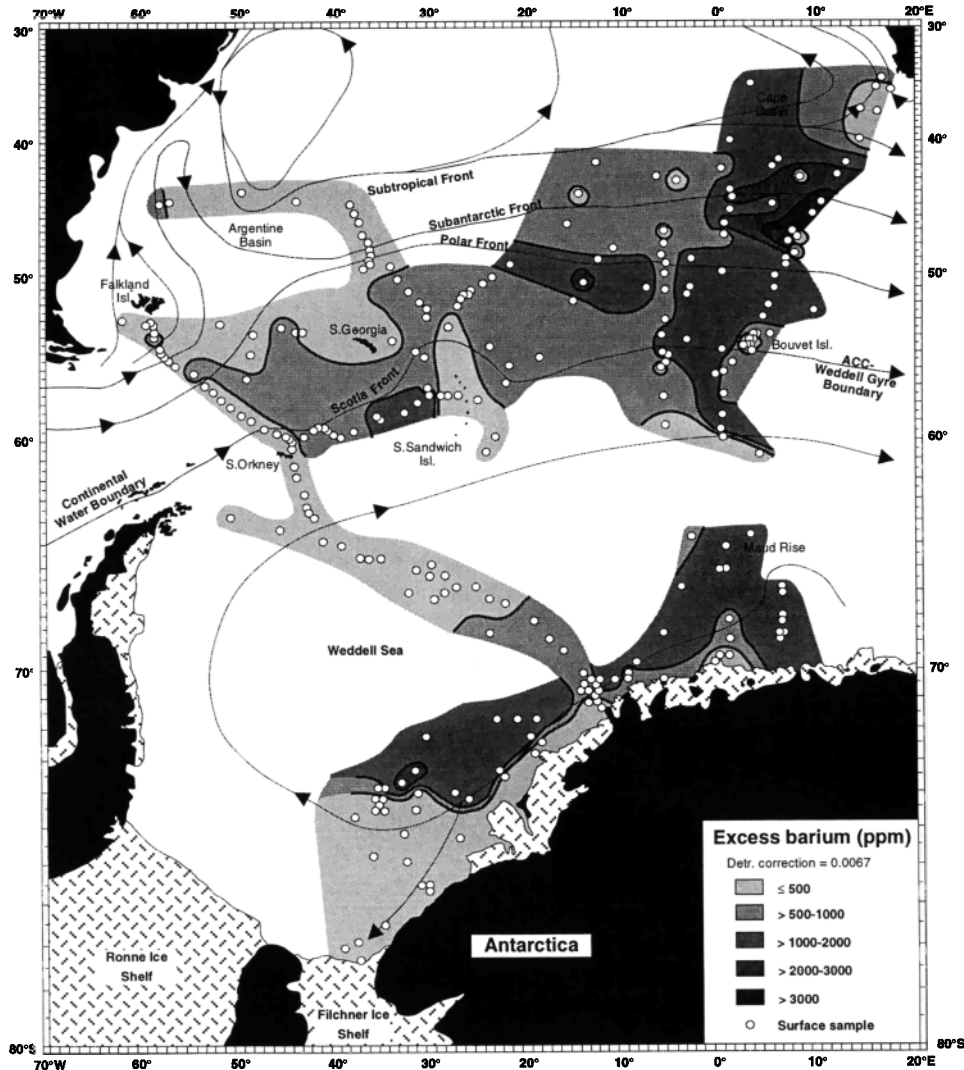 70°W 60° 50° 40° 30° 20° 10° 0° 10° 20°E
30° 30°
Cape
Basin
40° 40°
Subtropical Front
Subantarctic Front
Argentine
Basin
Polar Front
50° 50°
Falkland
Isl.
S.Georgia
Bouvet Isl.
ACC-
Weddell Gyre
Boundary
Scotia Front
60° 60°
S.Sandwich
Isl.
S.Orkney
Continental
Water Boundary
Maud Rise
Weddell Sea
70° 70°
Excess barium (ppm)
Detr. correction = 0.0067
≤ 500
> 500-1000
> 1000-2000
> 2000-3000
> 3000
Surface sample
Antarctica
Ronne Ice
Shelf
Filchner Ice
Shelf
80°S 80°S
70°W 60° 50° 40° 30° 20° 10° 0° 10° 20°E